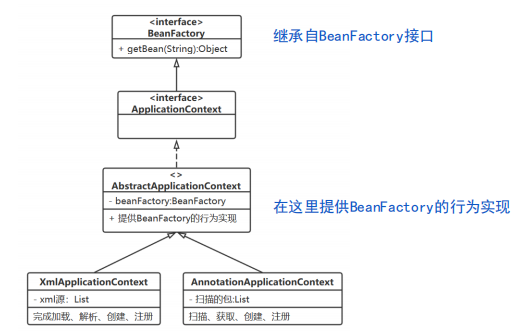 <interface>
BeanFactory
+ getBean(String):Object
继承自BeanFactory接口
<interface>
ApplicationContext
<>
AbstractApplicationContext
- beanFactory:BeanFactory
+ 提供BeanFactory的行为实现
在这里提供BeanFactory的行为实现
XmlApplicationContext
- xml源：List
完成加载、解析、创建、注册
AnnotationApplicationContext
- 扫描的包:List
扫描、获取、创建、注册